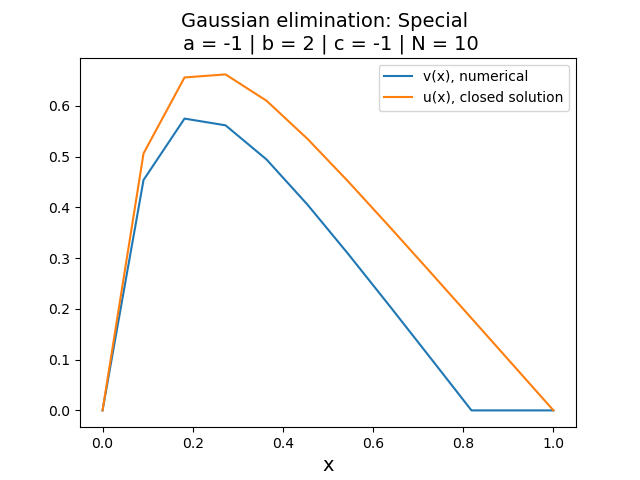 Gaussian elimination: Special
a = -1 | b = 2 | c = -1 | N = 10
v(x), numerical
u(x), closed solution
0.6
0.5
0.4
0.3
0.2
0.1
0.0
0.0 0.2 0.4 0.6 0.8 1.0
x